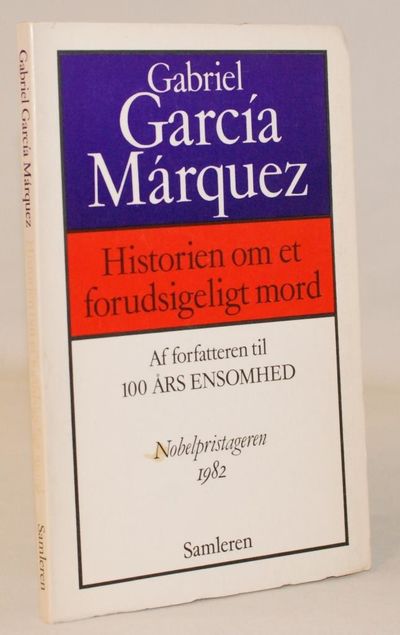 Gabriel García Márquez
Samleren
Gabriel
García
Márquez
Historien om et
forudsigeligt mord
Af forfatteren til
100 ÅRS ENSOMHED
Nobelpristageren
1982
Samleren